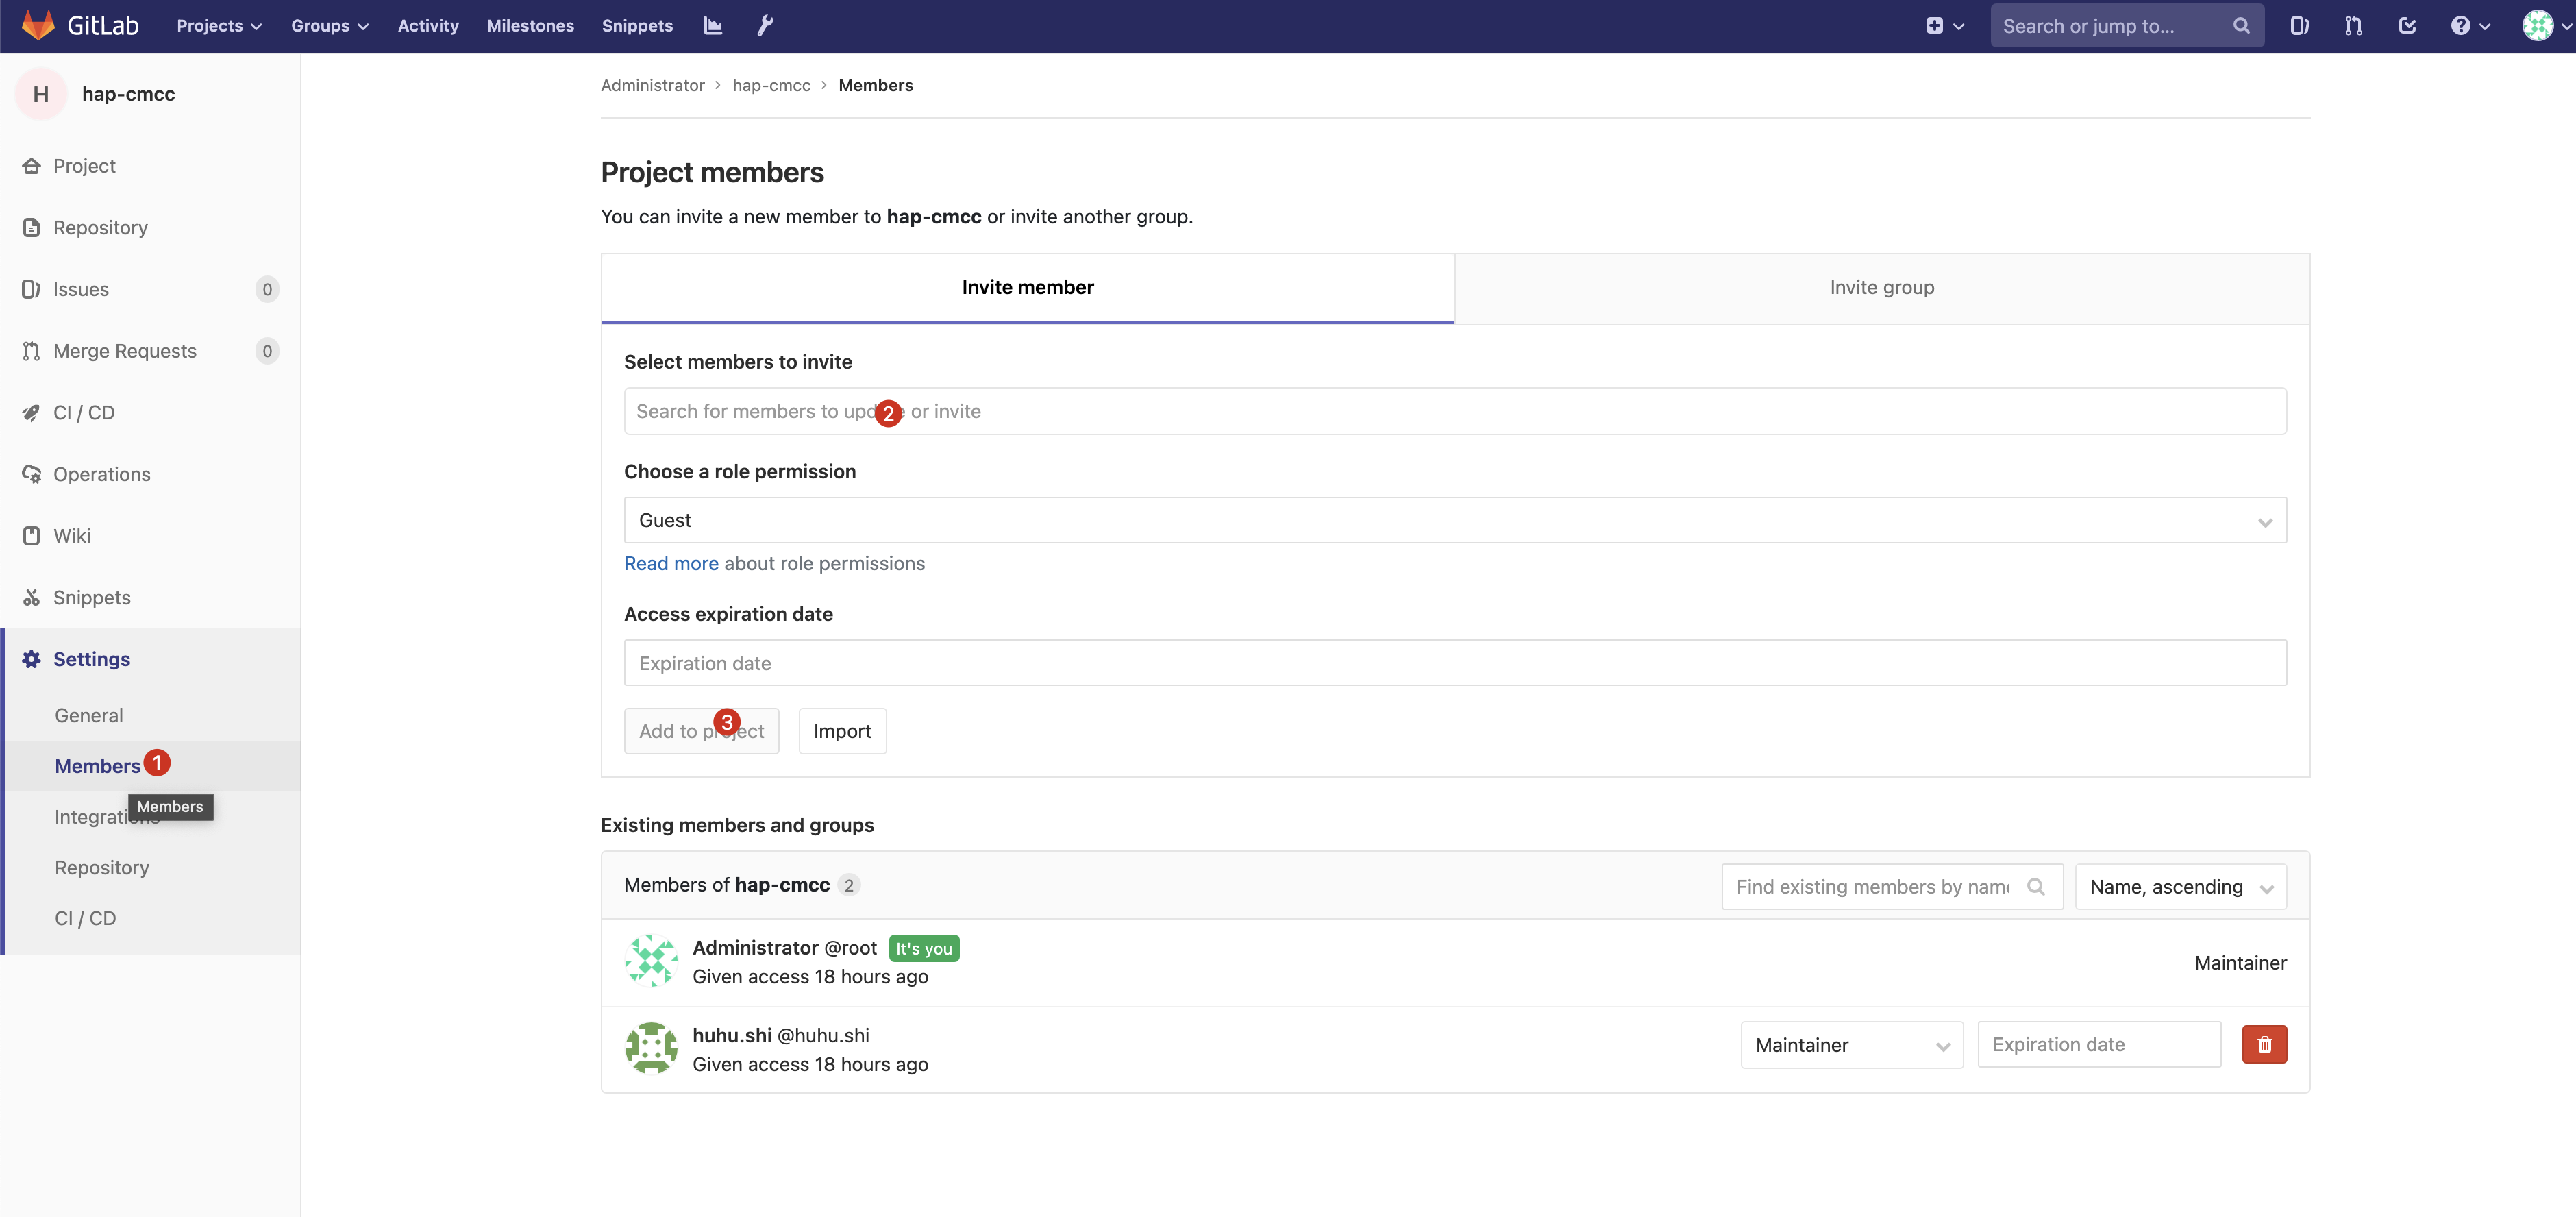 GitLab Projects Groups Activity Milestones Snippets Search or jump to...
H hap-cmcc
Project
Repository
Issues 0
Merge Requests 0
CI / CD
Operations
Wiki
Snippets
Settings
General
Members 1
Members
Integrations
Repository
CI / CD
Administrator > hap-cmcc > Members
Project members
You can invite a new member to hap-cmcc or invite another group.
Invite member Invite group
Select members to invite
Search for members to update or invite
2
Choose a role permission
Guest
Read more about role permissions
Access expiration date
Expiration date
Add to project Import
3
Existing members and groups
Members of hap-cmcc 2 Find existing members by name Name, ascending
Administrator @root It's you
Given access 18 hours ago
Maintainer
huhu.shi @huhu.shi
Given access 18 hours ago
Maintainer Expiration date